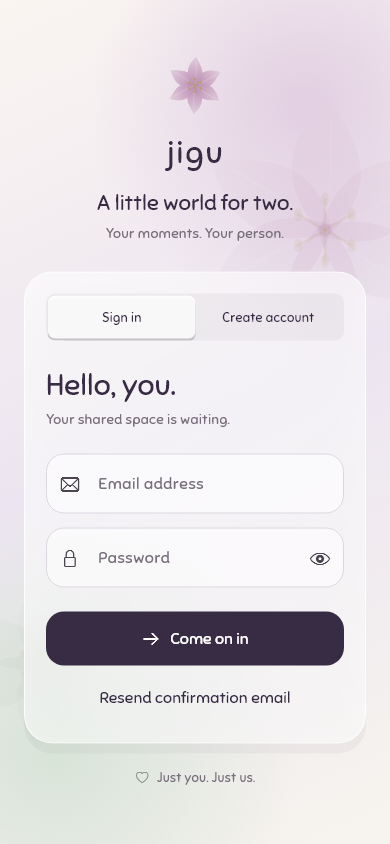 jigu
A little world for two.
Your moments. Your person.
Sign in
Create account
Hello, you.
Your shared space is waiting.
Email address
Password
Come on in
Resend confirmation email
Just you. Just us.